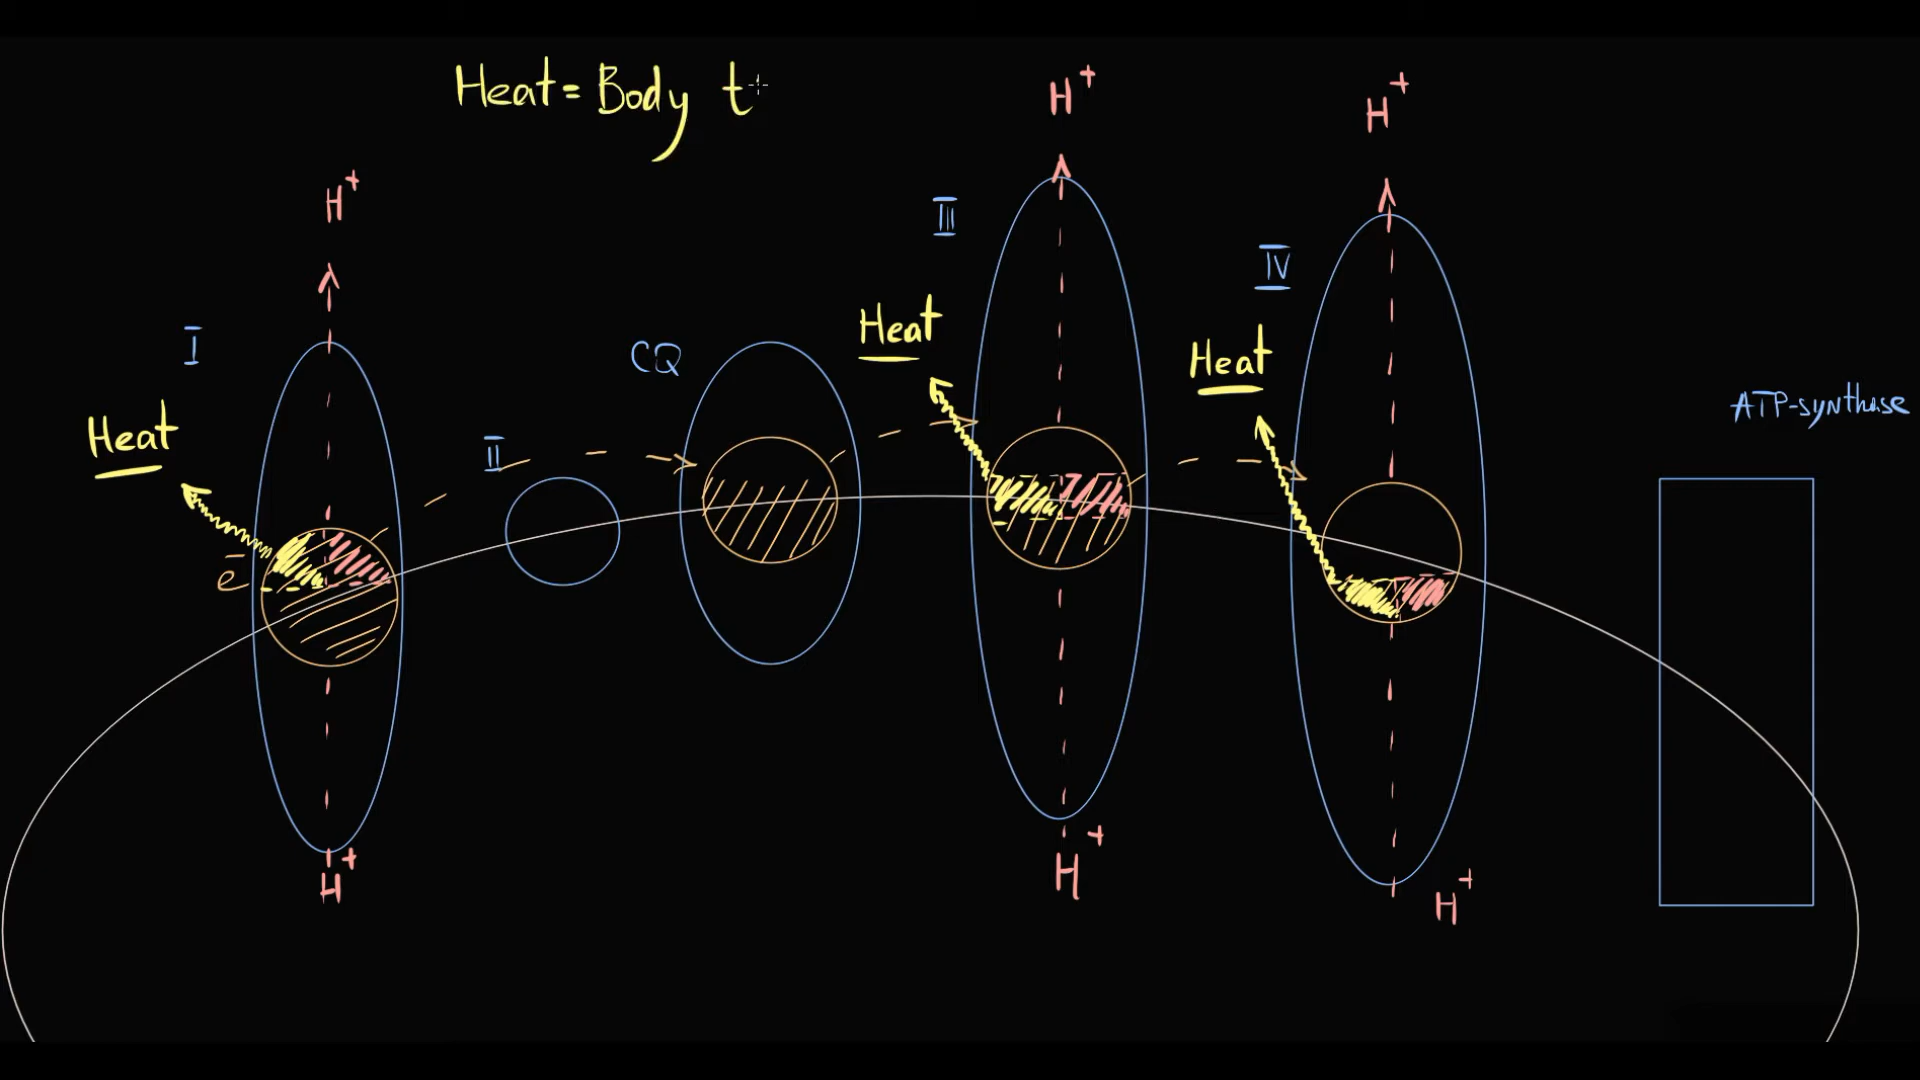 Heat = Body t
H+
H+
H+
III
IV
I
Heat
CQ
Heat
ATP-synthase
Heat
II
e̅
H+
H+
H+